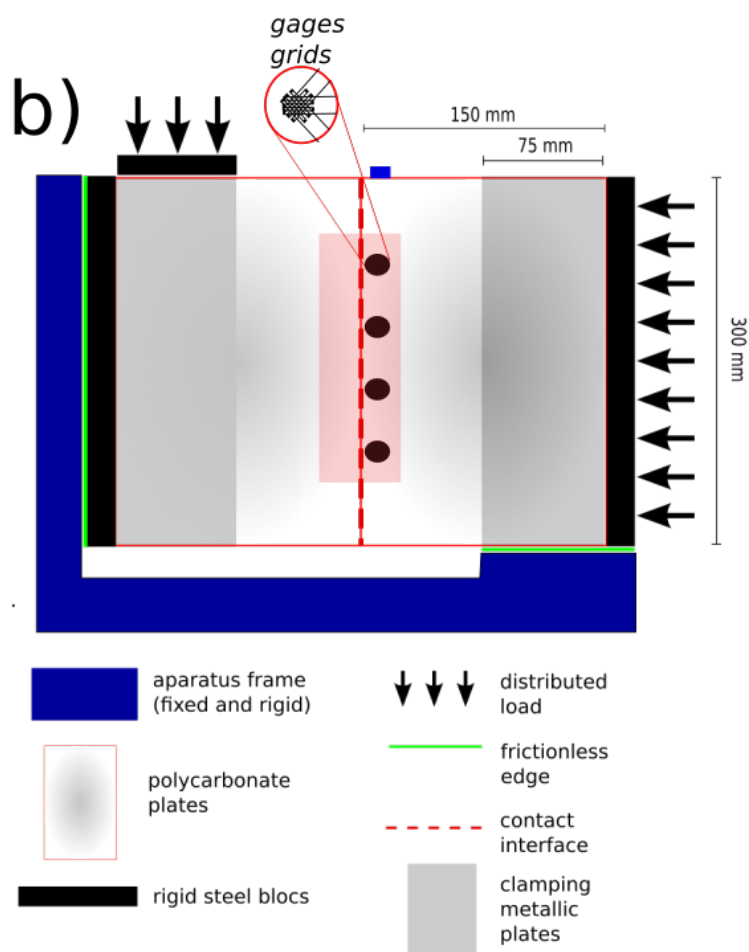 gages
grids
b)
150 mm
75 mm
300 mm
aparatus frame
(fixed and rigid)
distributed
load
polycarbonate
plates
frictionless
edge
contact
interface
rigid steel blocs
clamping
metallic
plates